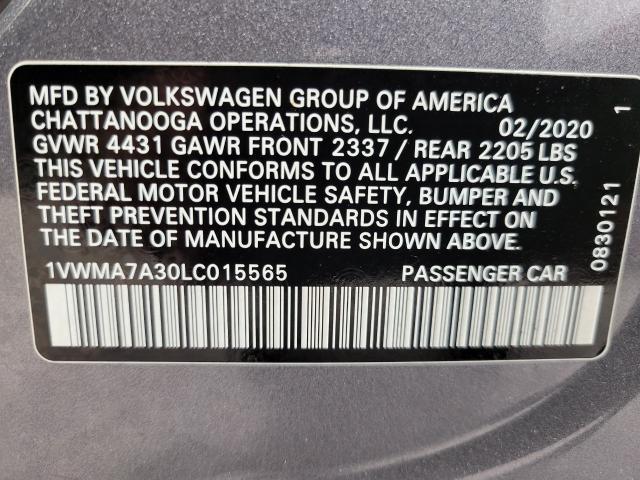 MFD BY VOLKSWAGEN GROUP OF AMERICA
CHATTANOOGA OPERATIONS, LLC. 02/2020
GVWR 4431 GAWR FRONT 2337 / REAR 2205 LBS
THIS VEHICLE CONFORMS TO ALL APPLICABLE U.S.
FEDERAL MOTOR VEHICLE SAFETY, BUMPER AND
THEFT PREVENTION STANDARDS IN EFFECT ON
THE DATE OF MANUFACTURE SHOWN ABOVE.
1VWMA7A30LC015565 PASSENGER CAR
0830121 1